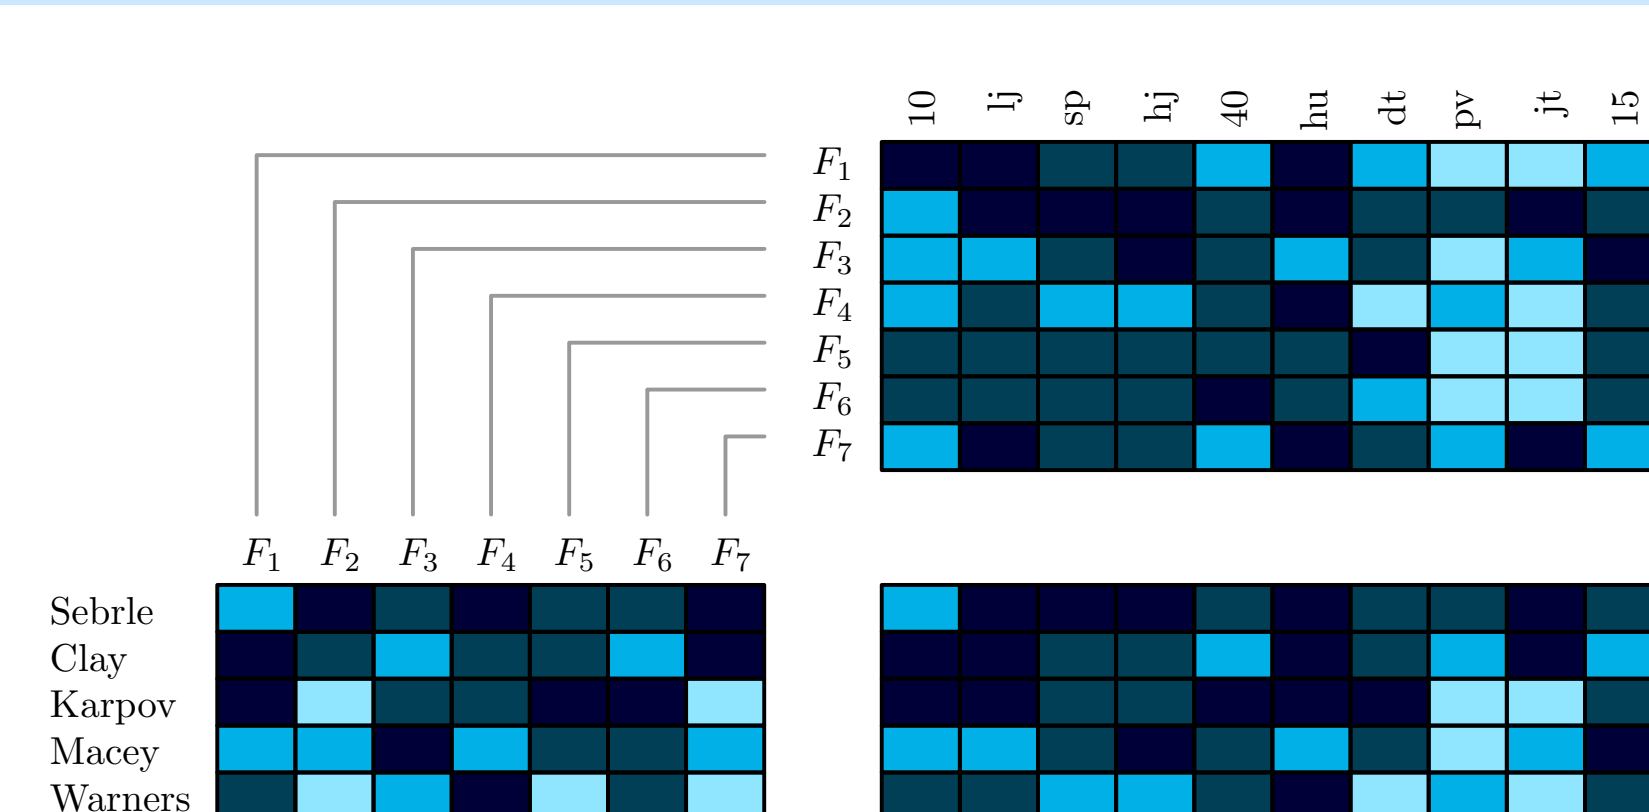 10 lj sp hj 40 hu dt pv jt 15
F₁
F₂
F₃
F₄
F₅
F₆
F₇
F₁ F₂ F₃ F₄ F₅ F₆ F₇
Sebrle
Clay
Karpov
Macey
Warners